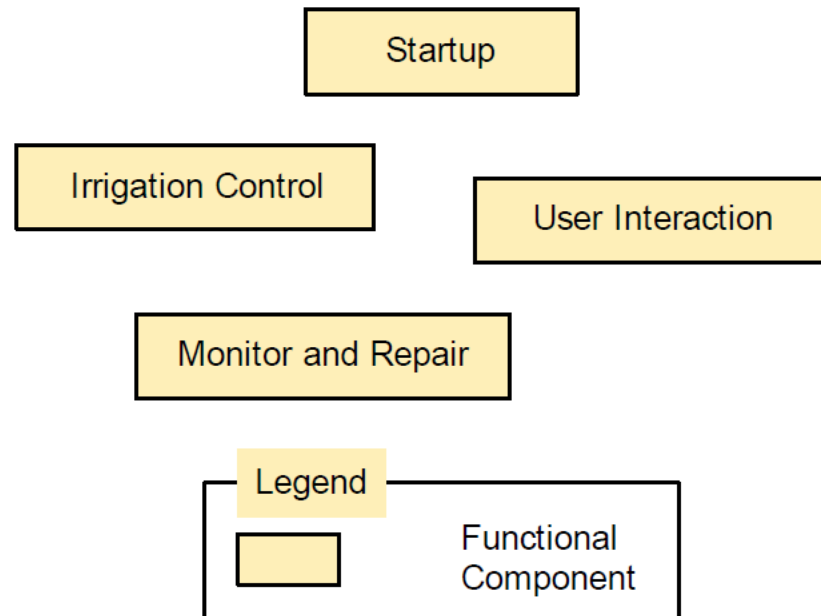 Startup
Irrigation Control
User Interaction
Monitor and Repair
Legend
Functional
Component